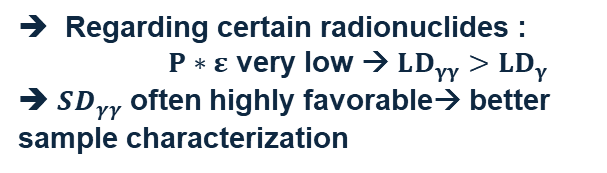 → Regarding certain radionuclides :
P * ε very low → LDγγ > LDγ
→ SDγγ often highly favorable→ better
sample characterization